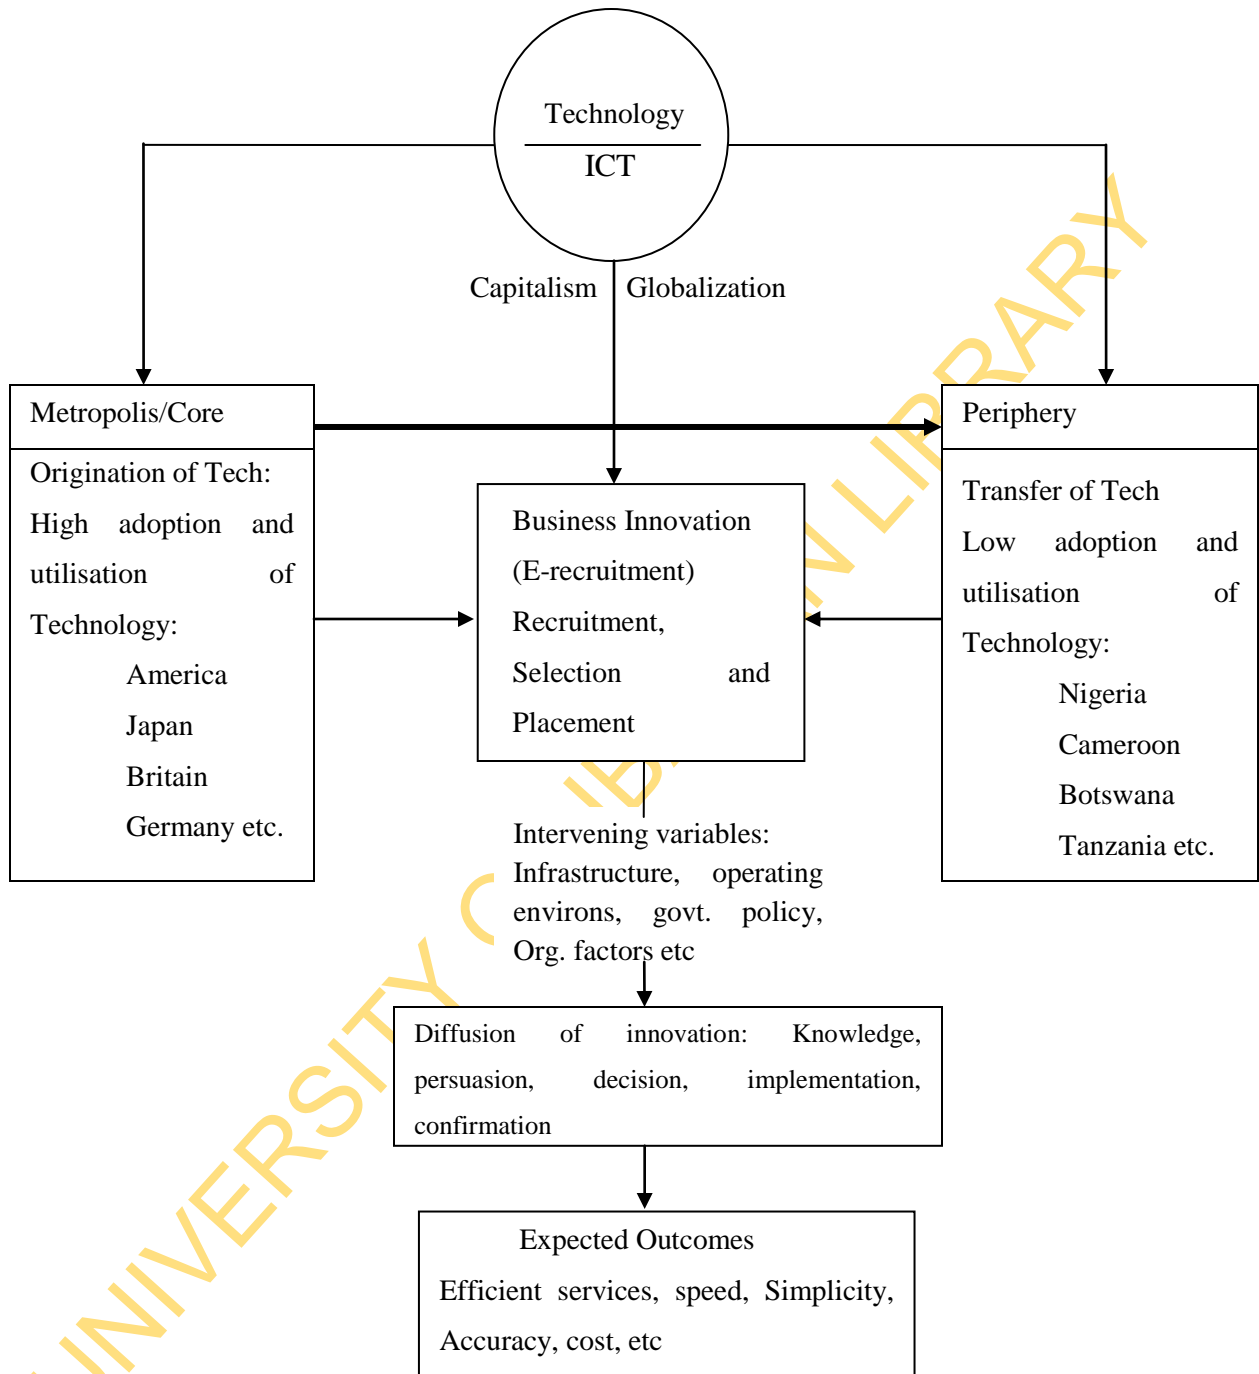 Technology
ICT
Capitalism
Globalization
Metropolis/Core
Origination of Tech:
High adoption and
utilisation of
Technology:
America
Japan
Britain
Germany etc.
Business Innovation
(E-recruitment)
Recruitment,
Selection and
Placement
Periphery
Transfer of Tech
Low adoption and
utilisation of
Technology:
Nigeria
Cameroon
Botswana
Tanzania etc.
Intervening variables:
Infrastructure, operating
environs, govt. policy,
Org. factors etc
Diffusion of innovation: Knowledge,
persuasion, decision, implementation,
confirmation
Expected Outcomes
Efficient services, speed, Simplicity,
Accuracy, cost, etc
UNIVERSITY LIBRARY